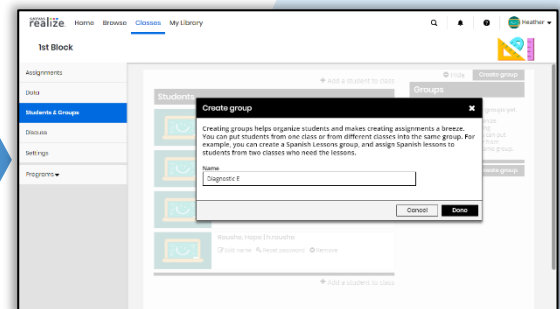 realize. Home Browse Classes My Library
Heather
1st Block
Assignments
Data
Students & Groups
Discuss
Settings
Programs
+ Add a student to class
Hide
Create group
Students
Groups
Create group
Creating groups helps organize students and makes creating assignments a breeze.
You can put students from one class or from different classes into the same group. For
example, you can create a Spanish Lessons group, and assign Spanish lessons to
students from two classes who need the lessons.
Name
Diagnostic E
Cancel Done
Edit name Reset password Remove
+ Add a student to class